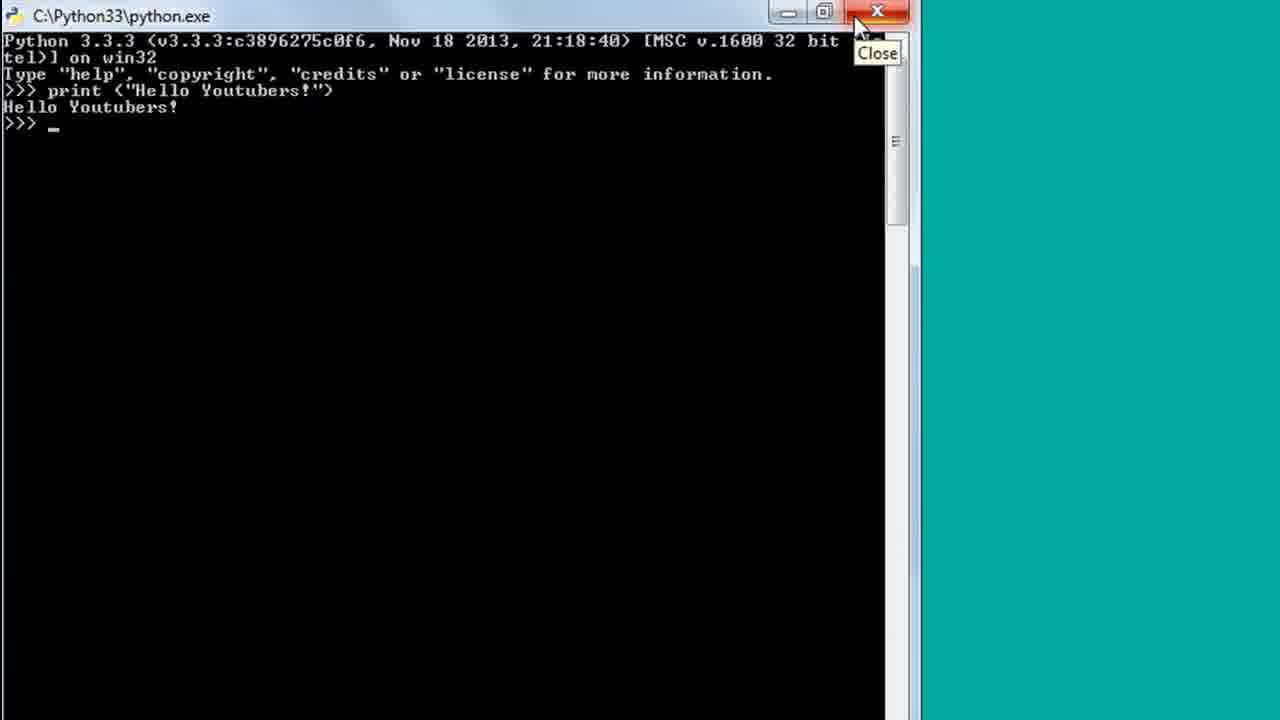 C:\Python33\python.exe
Python 3.3.3 (v3.3.3:c3896275c0f6, Nov 18 2013, 21:18:40) [MSC v.1600 32 bit
tel)] on win32
Type "help", "copyright", "credits" or "license" for more information.
>>> print ("Hello Youtubers!")
Hello Youtubers!
>>> _
Close